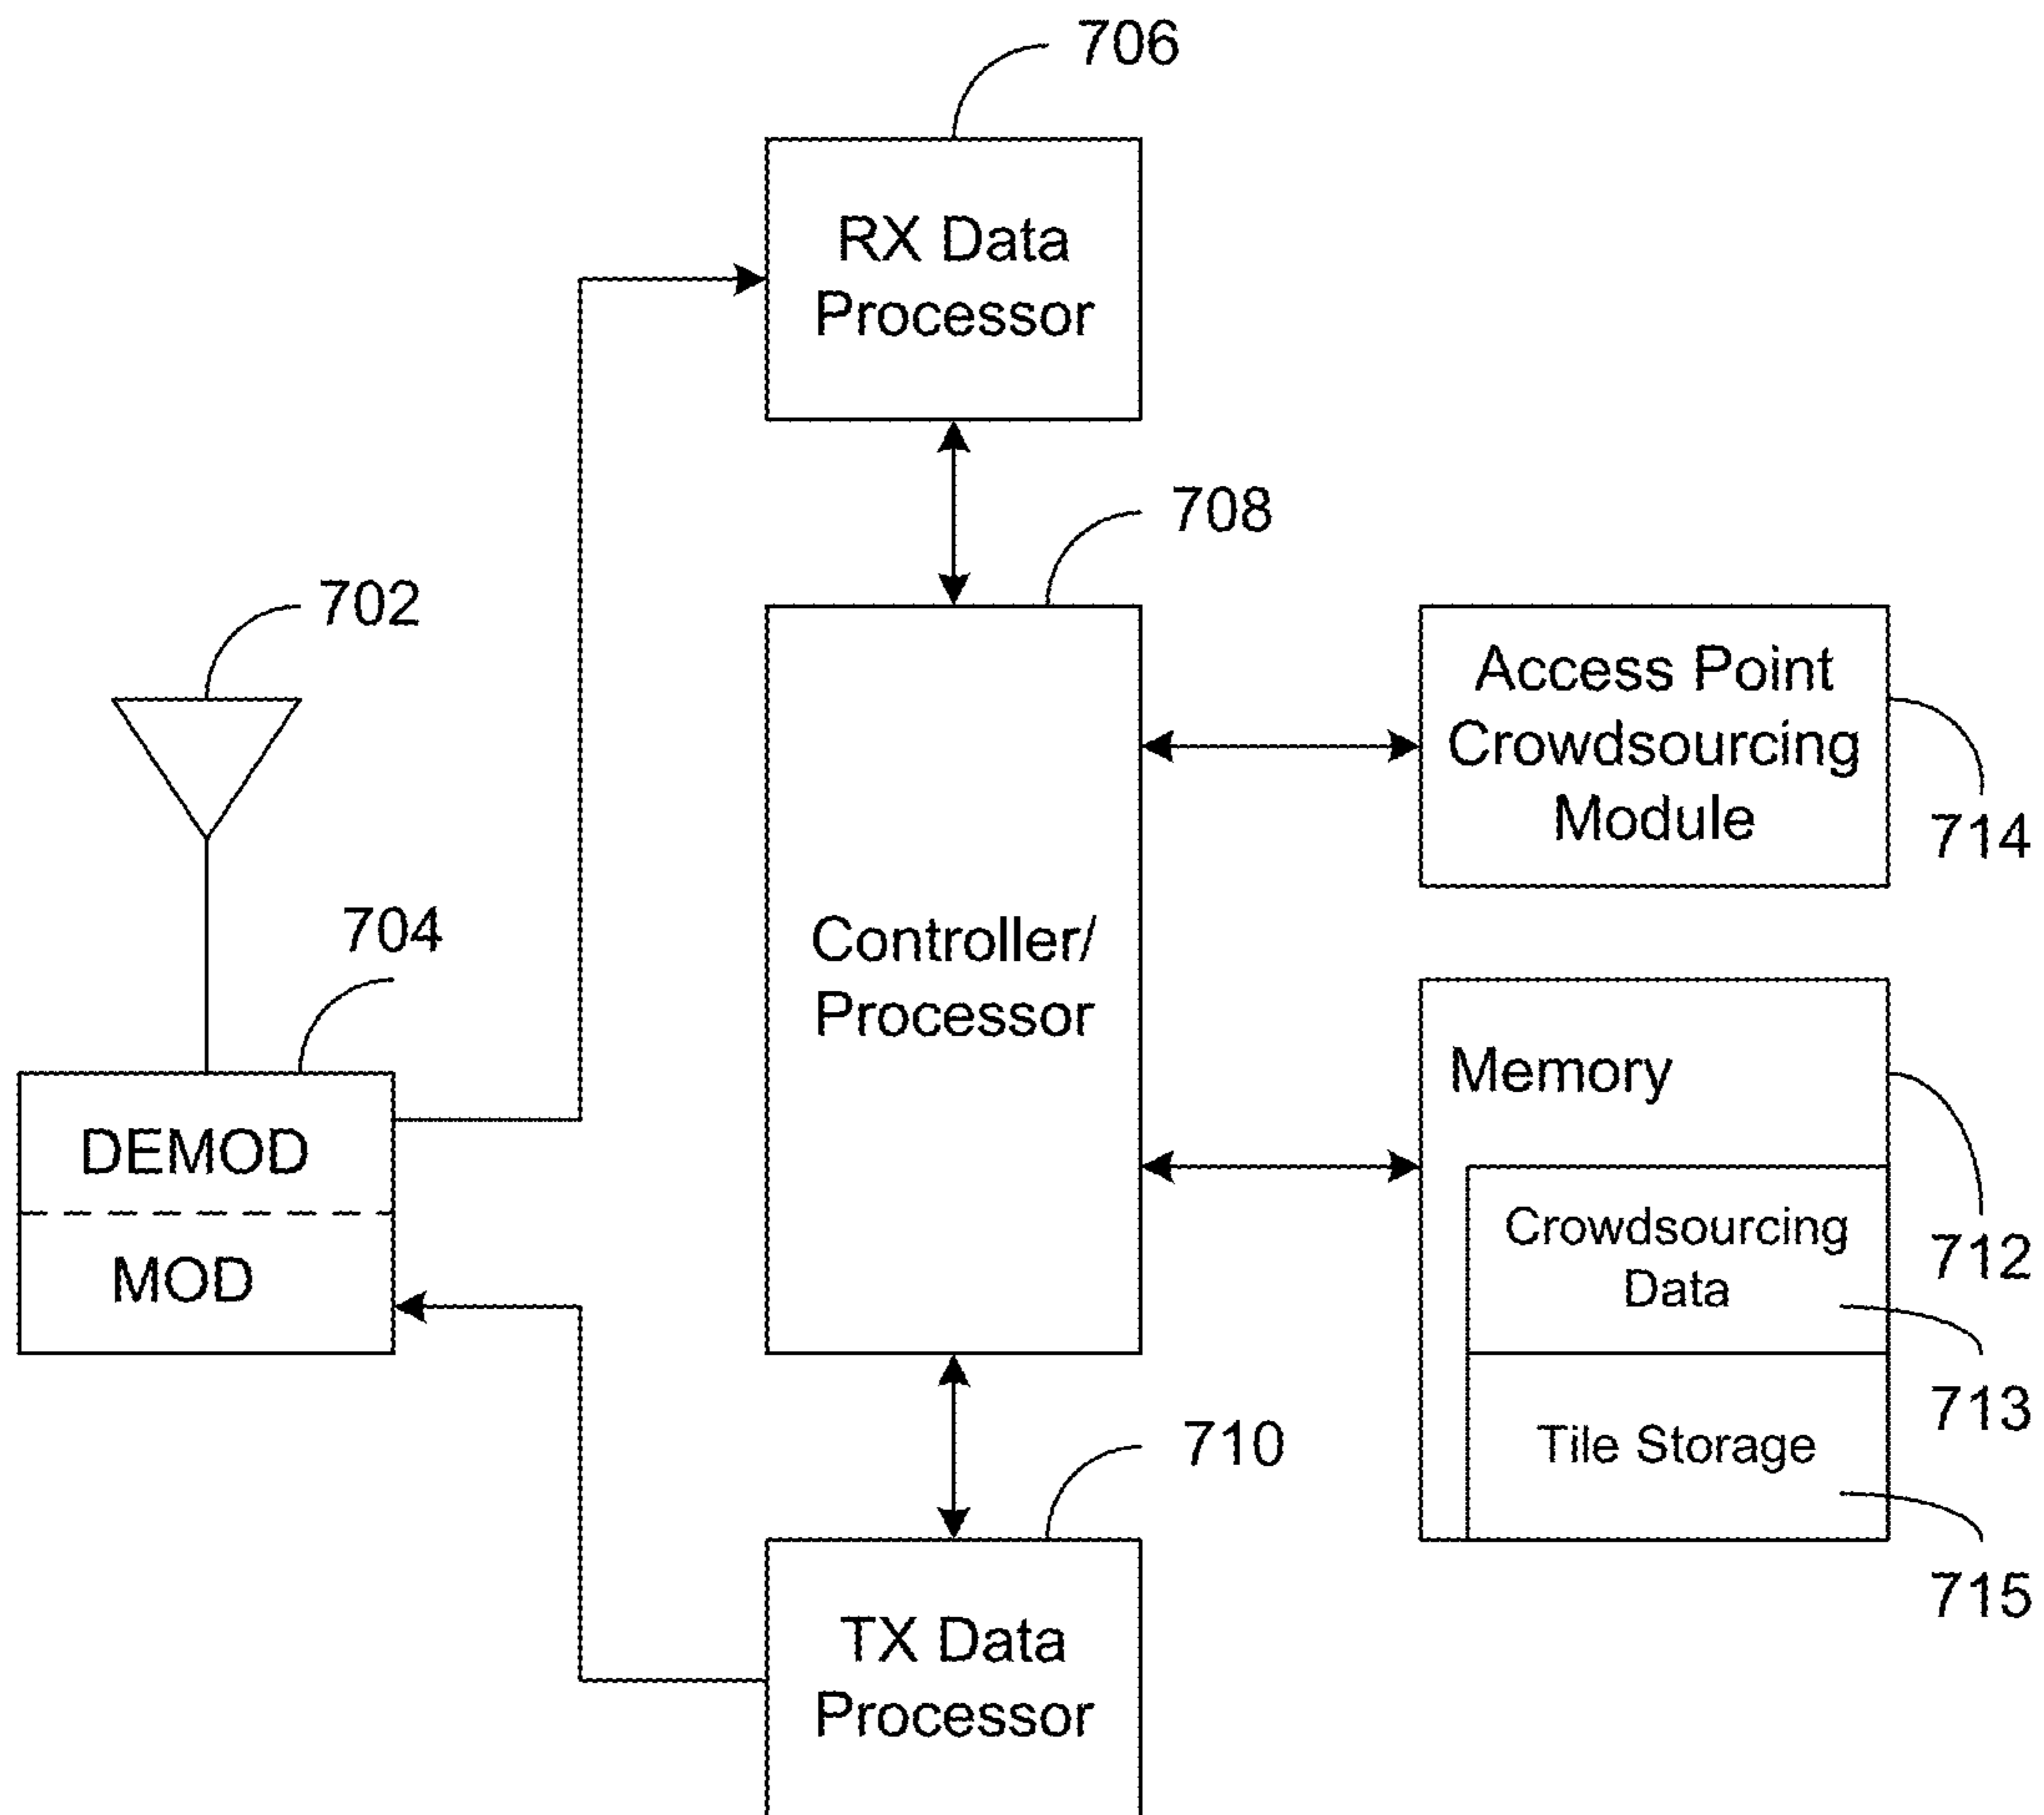 706
RX Data
Processor
708
702
Access Point
Crowdsourcing
Module
714
704
Controller/
Processor
Memory
DEMOD
MOD
Crowdsourcing
Data
712
713
Tile Storage
710
715
TX Data
Processor